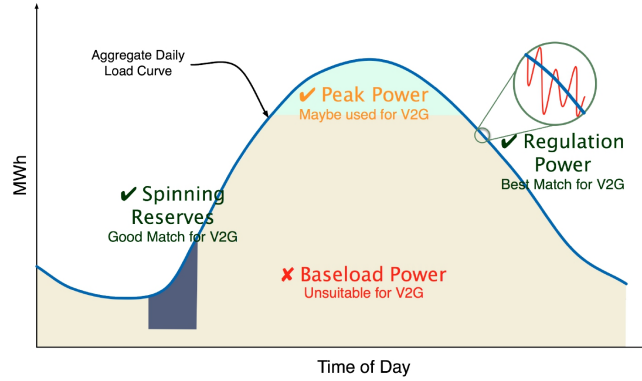 Aggregate Daily
Load Curve
✔ Peak Power
Maybe used for V2G
✔ Regulation
Power
Best Match for V2G
✔ Spinning
Reserves
Good Match for V2G
✘ Baseload Power
Unsuitable for V2G
MWh
Time of Day